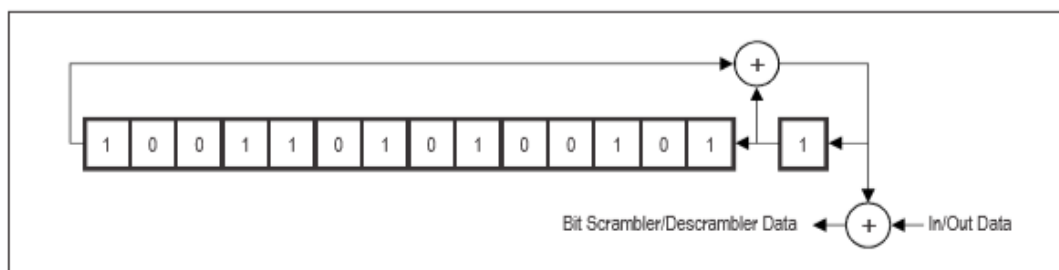 +
1 0 0 1 1 0 1 0 1 0 0 1 0 1 1
Bit Scrambler/Descrambler Data + In/Out Data